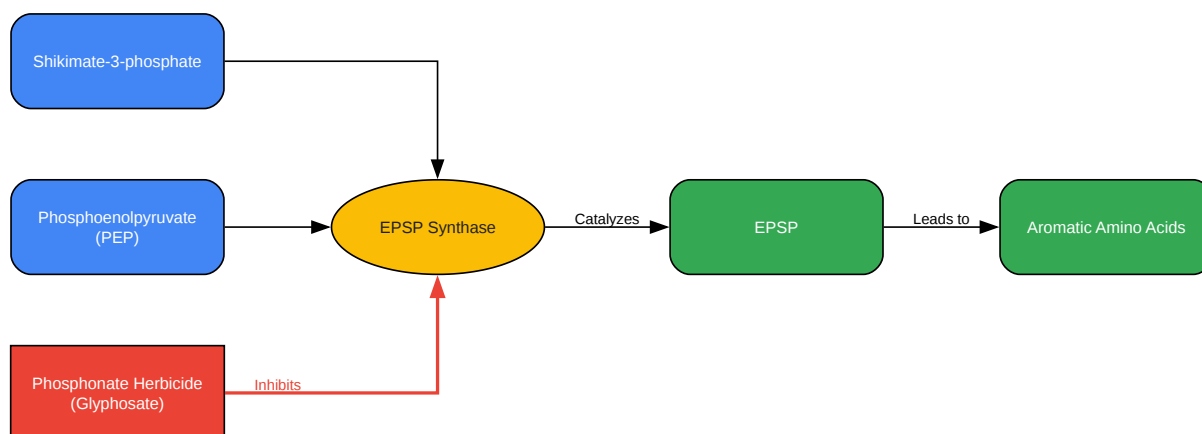 Shikimate-3-phosphate
Phosphoenolpyruvate
(PEP)
EPSP Synthase
Catalyzes
EPSP
Leads to
Aromatic Amino Acids
Phosphonate Herbicide
(Glyphosate)
Inhibits